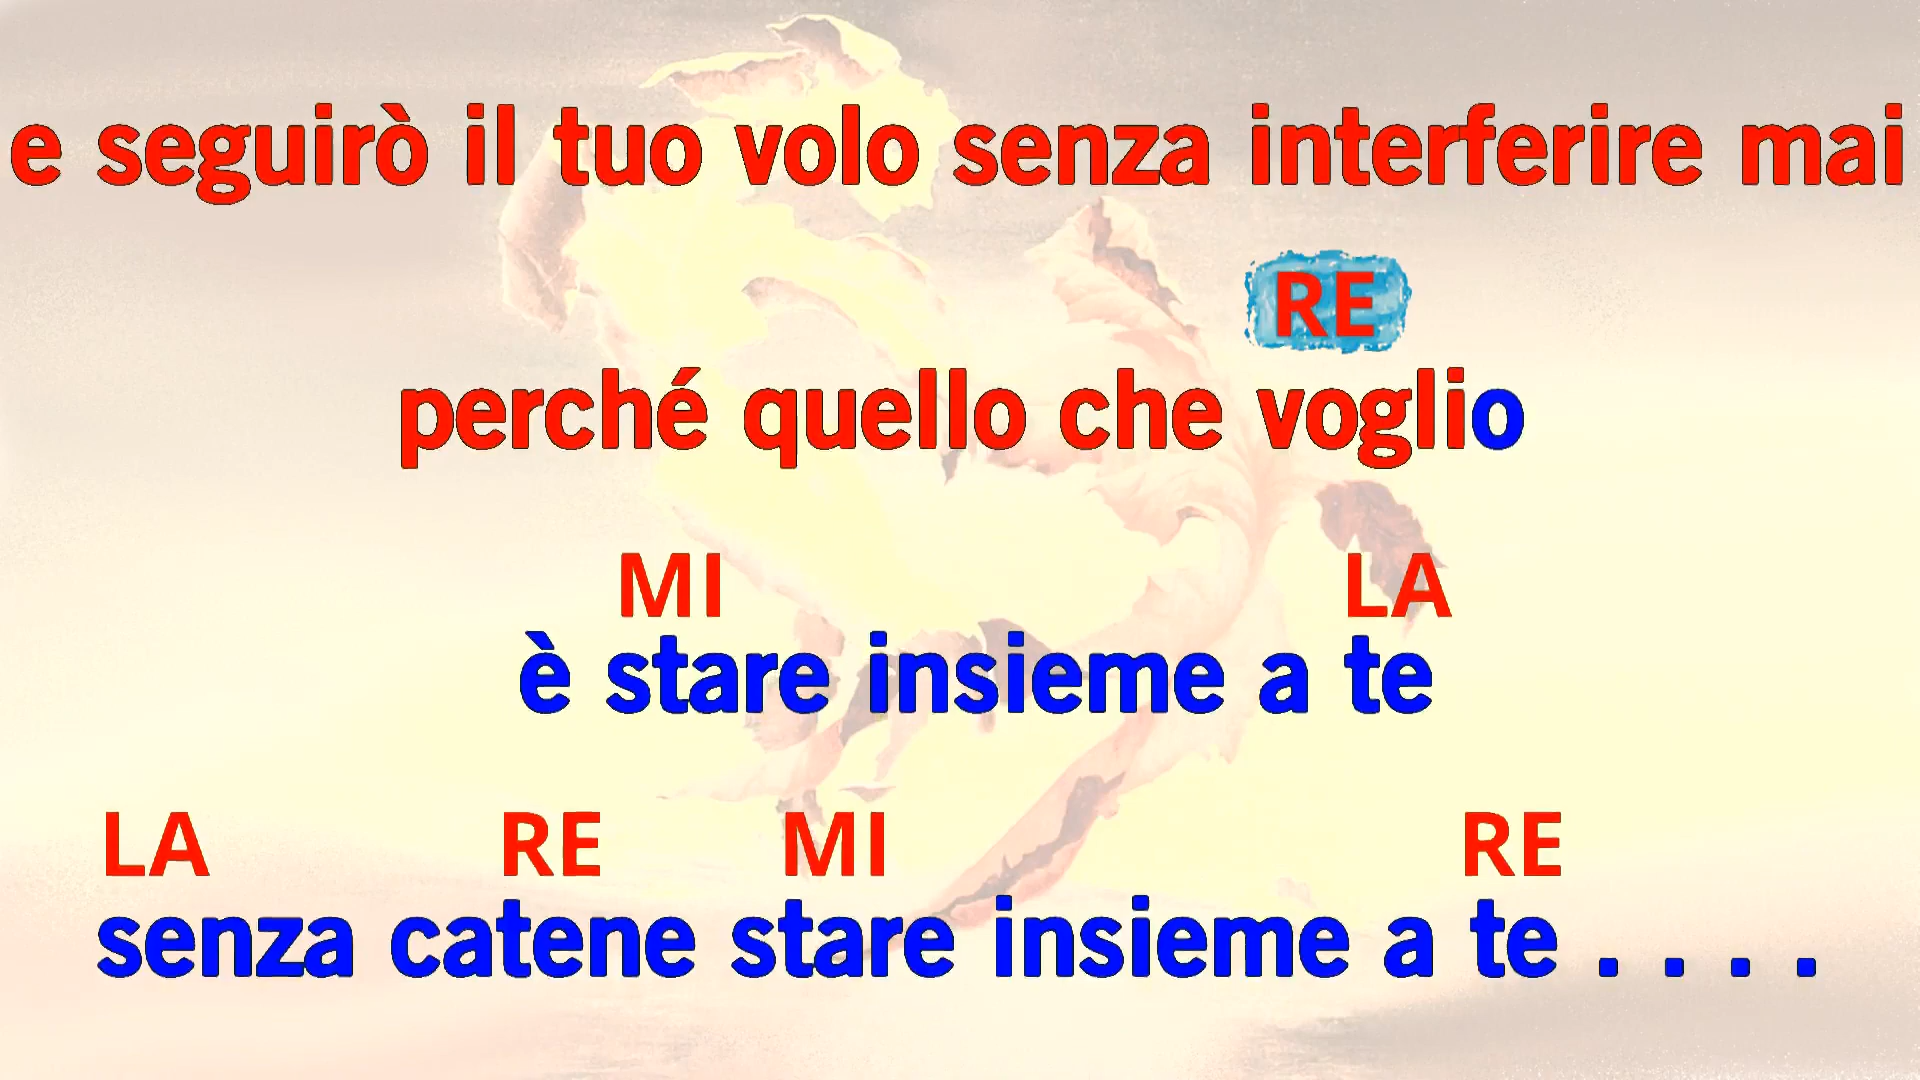 e seguirò il tuo volo senza interferire mai
RE
perché quello che voglio
MI LA
è stare insieme a te
LA RE MI RE
senza catene stare insieme a te . . . .